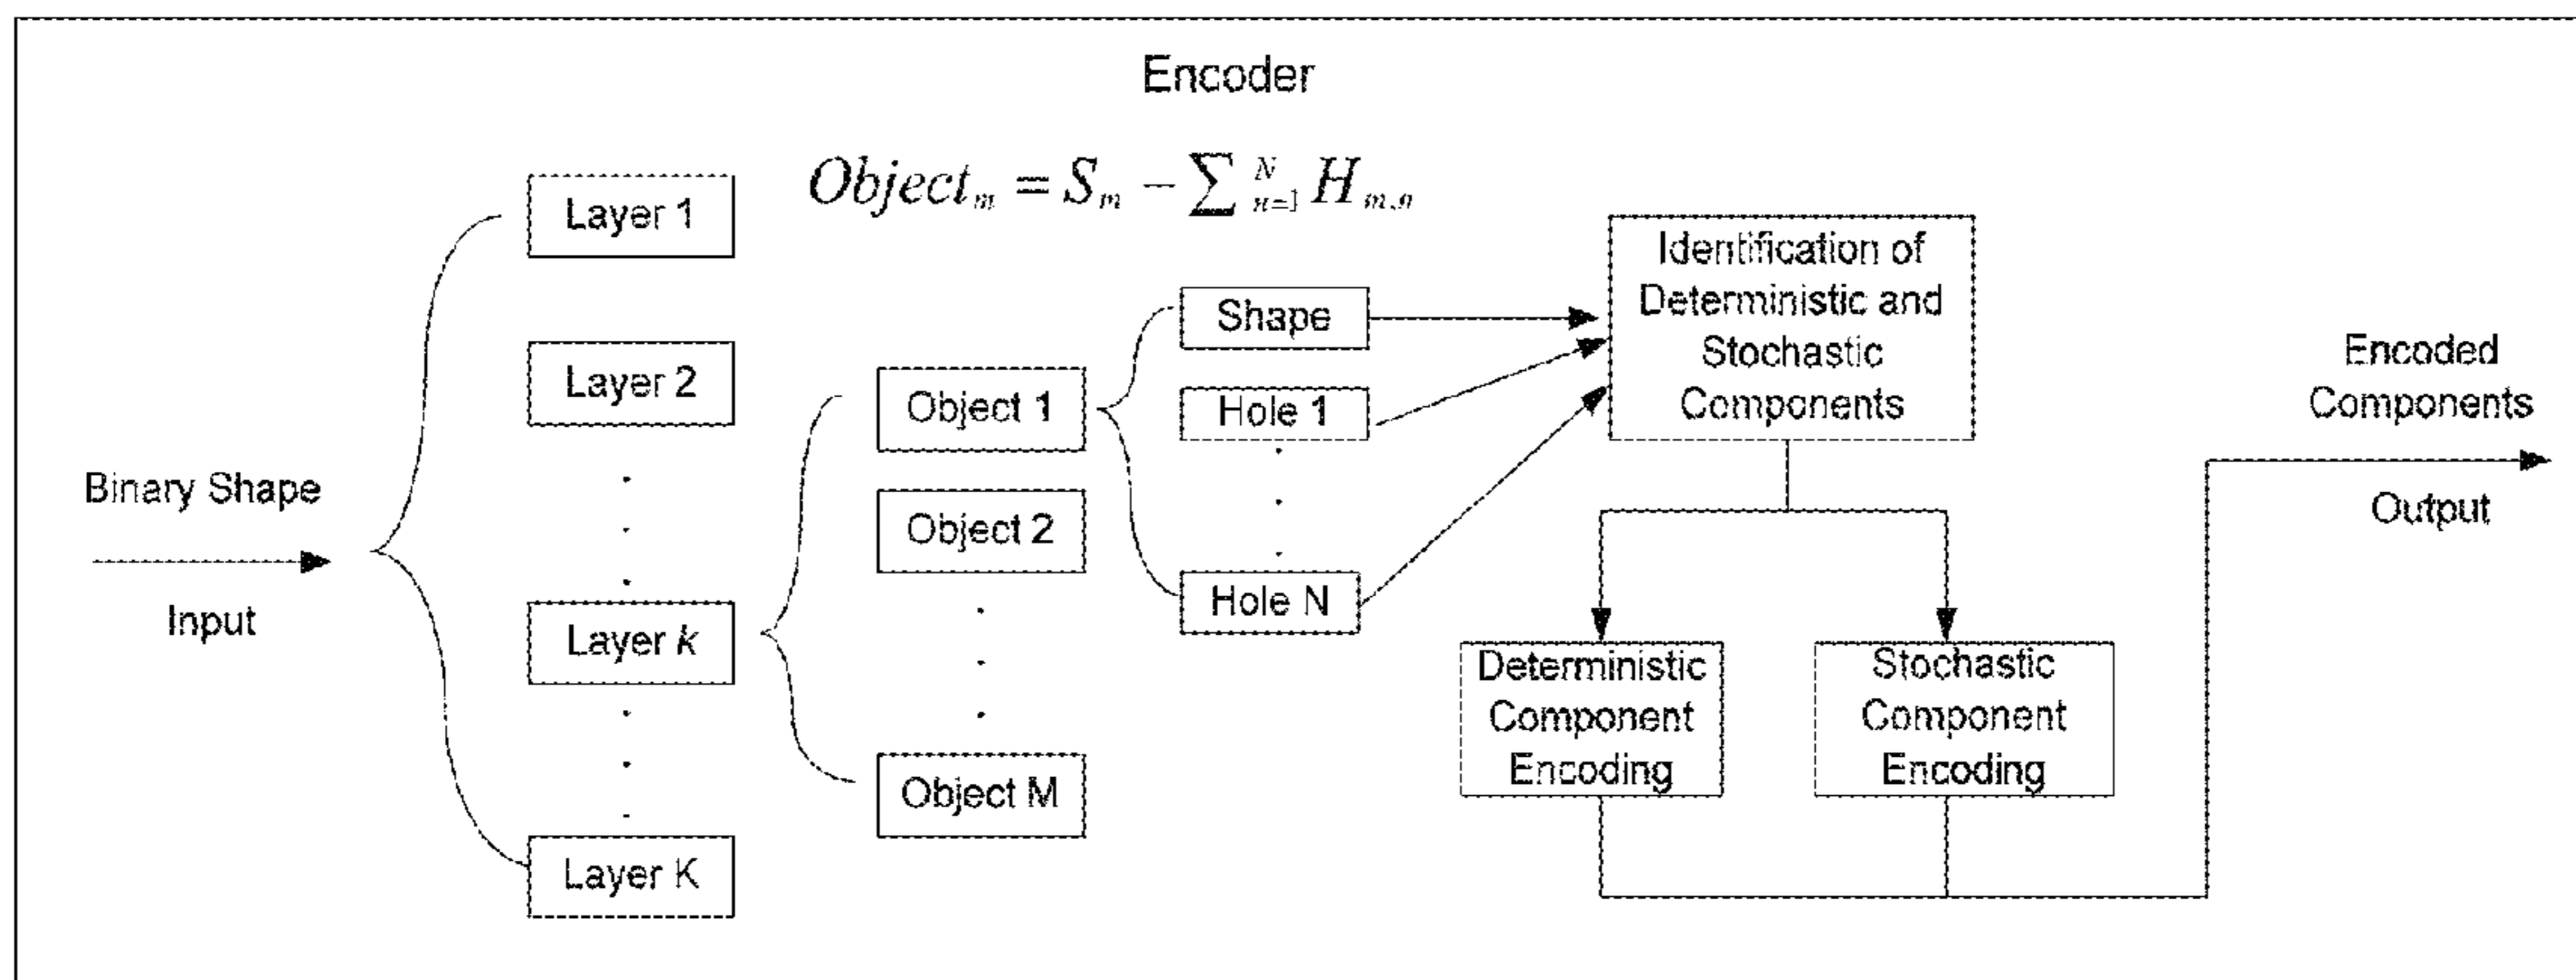 Encoder
Object_m = S_m − ∑_{n=1}^{N} H_{m,n}
Binary Shape
Input
Layer 1
Layer 2
Layer k
Layer K
Object 1
Object 2
Object M
Shape
Hole 1
Hole N
Identification of
Deterministic and
Stochastic
Components
Deterministic
Component
Encoding
Stochastic
Component
Encoding
Encoded
Components
Output